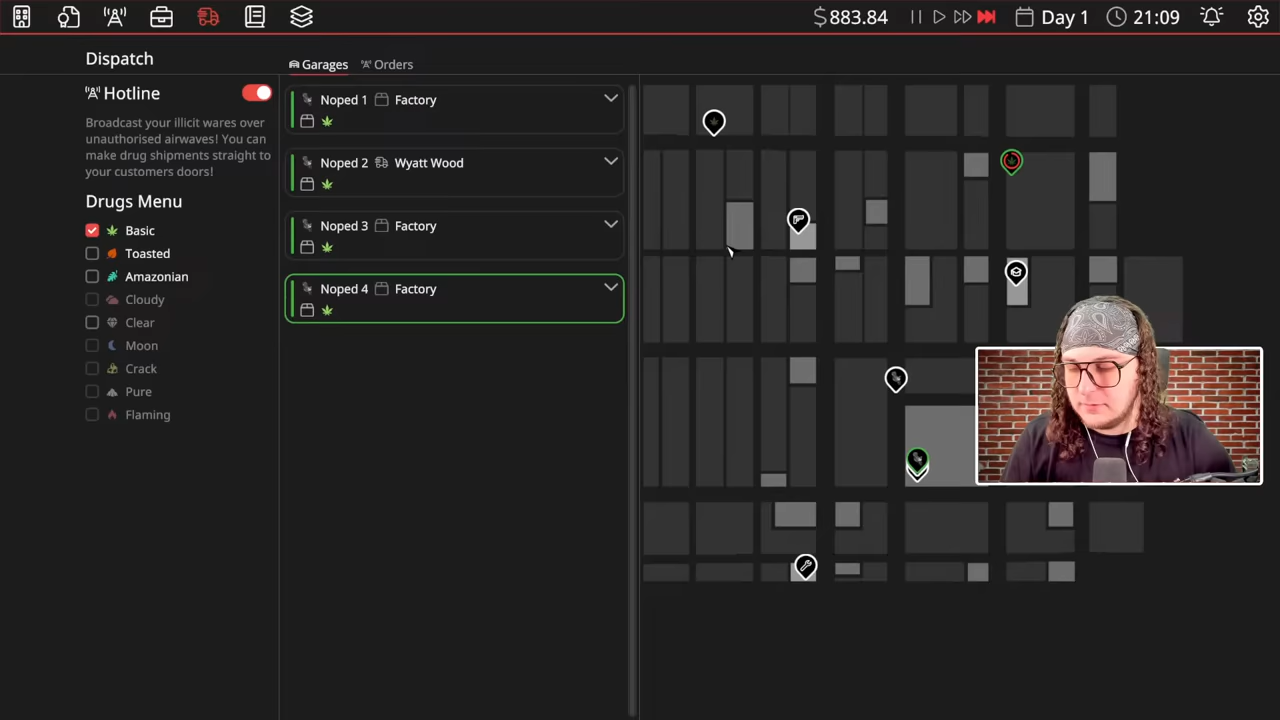 $883.84
Day 1
21:09
Dispatch
Garages
Orders
Hotline
Broadcast your illicit wares over
unauthorised airwaves! You can
make drug shipments straight to
your customers doors!
Drugs Menu
Basic
Toasted
Amazonian
Cloudy
Clear
Moon
Crack
Pure
Flaming
Noped 1 Factory
Noped 2 Wyatt Wood
Noped 3 Factory
Noped 4 Factory